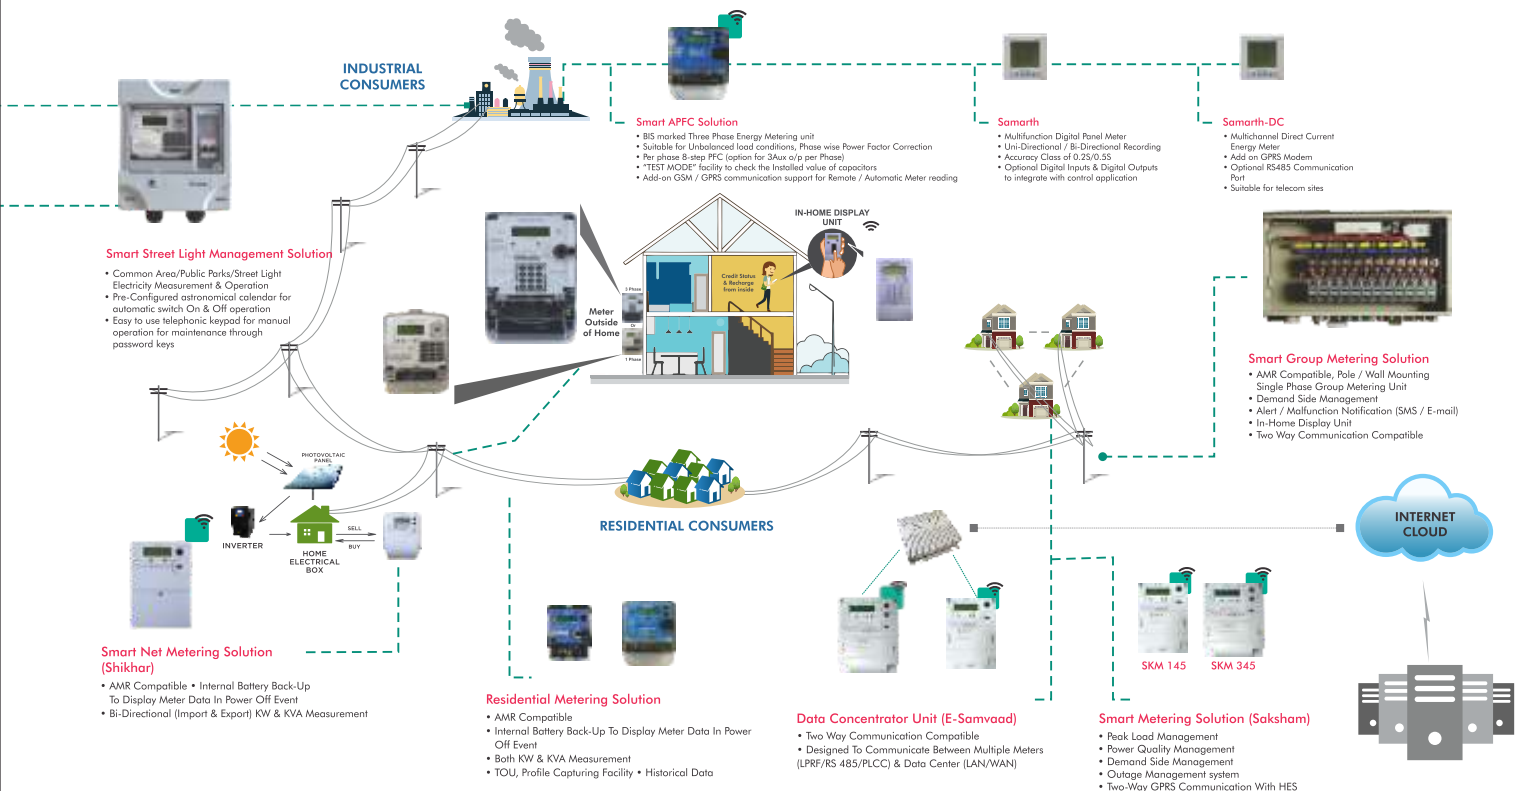 INDUSTRIAL
CONSUMERS
Smart APFC Solution
• BIS marked Three Phase Energy Metering unit
• Suitable for Unbalanced load conditions, Phase wise Power Factor Correction
• Per phase 8-step PFC (option for 3Aux o/p per Phase)
• "TEST MODE" facility to check the Installed value of capacitors
• Add-on GSM / GPRS communication support for Remote / Automatic Meter reading
Samarth
• Multifunction Digital Panel Meter
• Uni-Directional / Bi-Directional Recording
• Accuracy Class of 0.2S/0.5S
• Optional Digital Inputs & Digital Outputs
to integrate with control application
Samarth-DC
• Multichannel Direct Current
Energy Meter
• Add on GPRS Modem
• Optional RS485 Communication
Port
• Suitable for telecom sites
Smart Street Light Management Solution
• Common Area/Public Parks/Street Light
Electricity Measurement & Operation
• Pre-Configured astronomical calendar for
automatic switch On & Off operation
• Easy to use telephonic keypad for manual
operation for maintenance through
password keys
IN-HOME DISPLAY
UNIT
Credit Status
& Recharge
from inside
3 Phase
Meter
Outside
of Home
Or
1 Phase
Smart Group Metering Solution
• AMR Compatible, Pole / Wall Mounting
Single Phase Group Metering Unit
• Demand Side Management
• Alert / Malfunction Notification (SMS / E-mail)
• In-Home Display Unit
• Two Way Communication Compatible
PHOTOVOLTAIC
PANEL
INVERTER
HOME
ELECTRICAL
BOX
SELL
BUY
RESIDENTIAL CONSUMERS
INTERNET
CLOUD
Smart Net Metering Solution
(Shikhar)
• AMR Compatible • Internal Battery Back-Up
To Display Meter Data In Power Off Event
• Bi-Directional (Import & Export) KW & KVA Measurement
Residential Metering Solution
• AMR Compatible
• Internal Battery Back-Up To Display Meter Data In Power
Off Event
• Both KW & KVA Measurement
• TOU, Profile Capturing Facility • Historical Data
Data Concentrator Unit (E-Samvaad)
• Two Way Communication Compatible
• Designed To Communicate Between Multiple Meters
(LPRF/RS 485/PLCC) & Data Center (LAN/WAN)
SKM 145
SKM 345
Smart Metering Solution (Saksham)
• Peak Load Management
• Power Quality Management
• Demand Side Management
• Outage Management system
• Two-Way GPRS Communication With HES